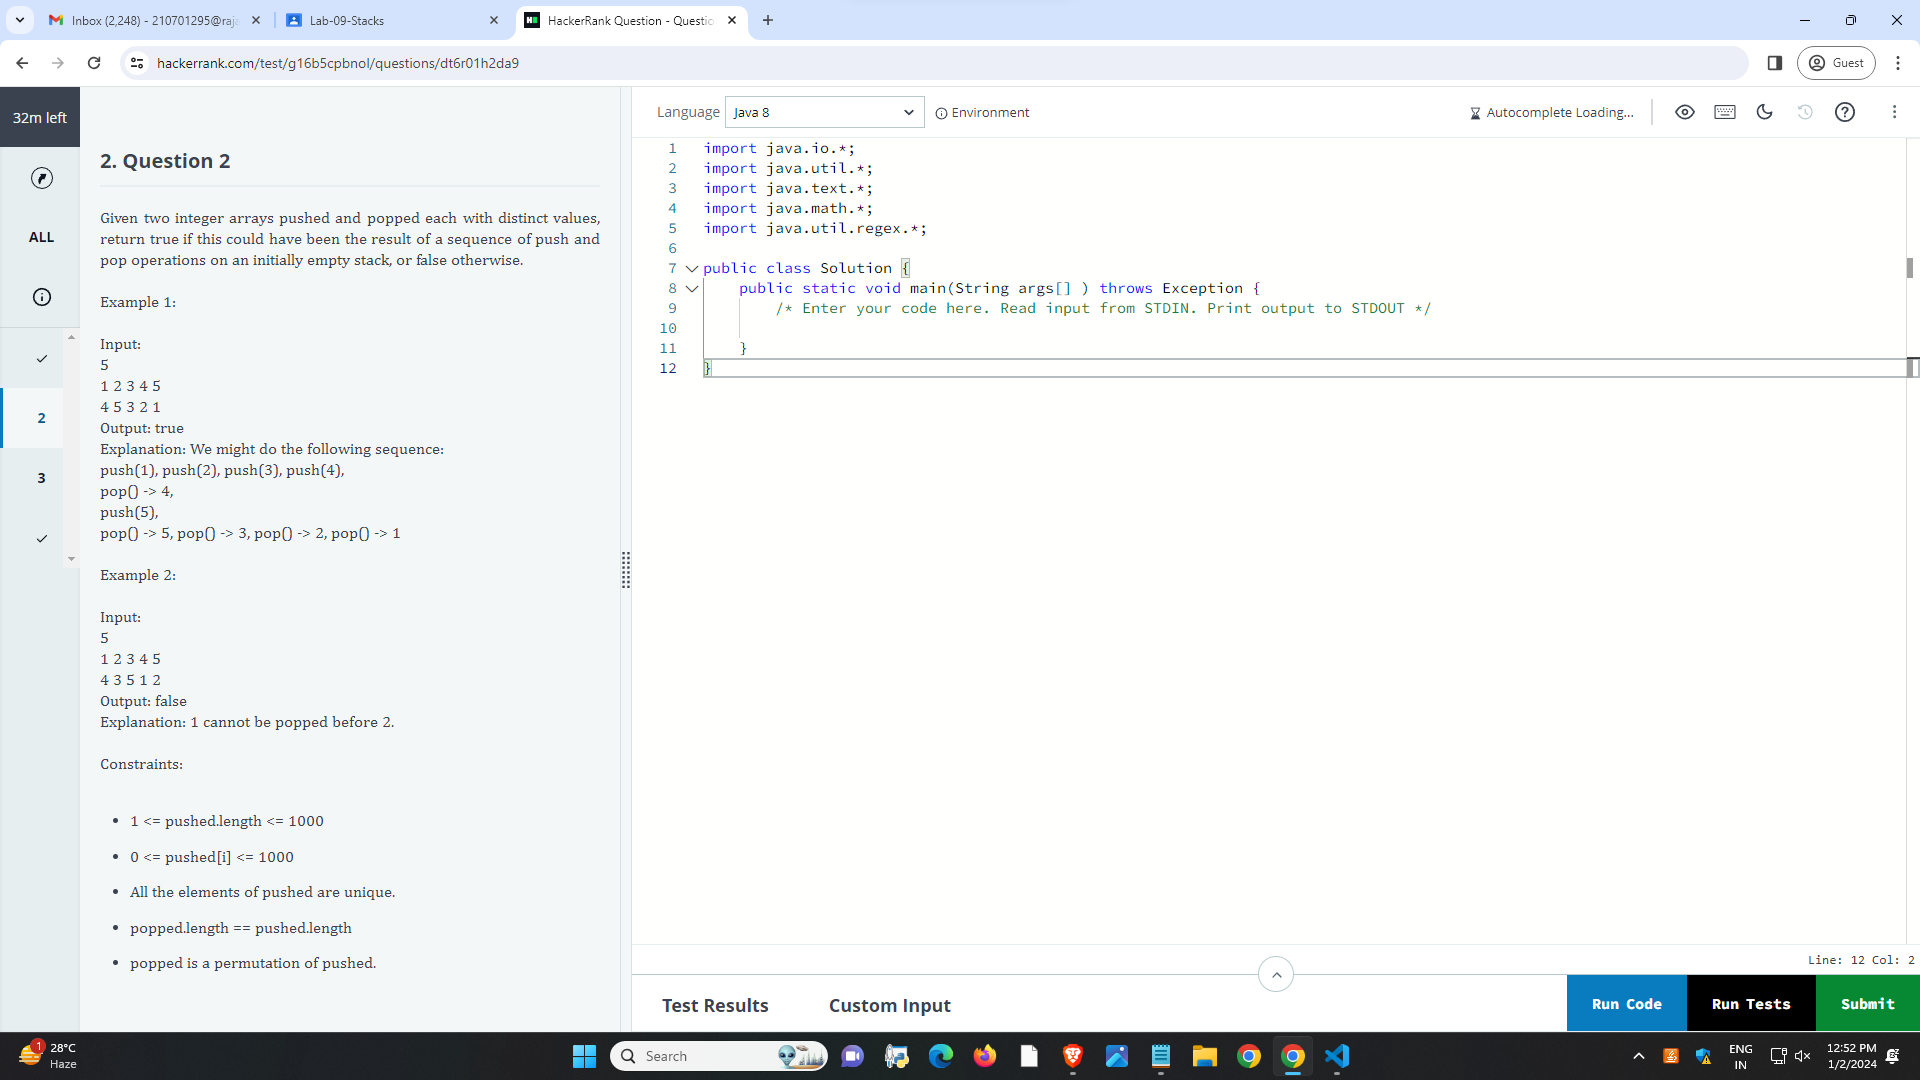 Inbox (2,248) - 210701295@raja
Lab-09-Stacks
HackerRank Question - Questio
hackerrank.com/test/g16b5cpbnol/questions/dt6r01h2da9
Guest
32m left
ALL
2
3
2. Question 2
Given two integer arrays pushed and popped each with distinct values,
return true if this could have been the result of a sequence of push and
pop operations on an initially empty stack, or false otherwise.
Example 1:
Input:
5
1 2 3 4 5
4 5 3 2 1
Output: true
Explanation: We might do the following sequence:
push(1), push(2), push(3), push(4),
pop() -> 4,
push(5),
pop() -> 5, pop() -> 3, pop() -> 2, pop() -> 1
Example 2:
Input:
5
1 2 3 4 5
4 3 5 1 2
Output: false
Explanation: 1 cannot be popped before 2.
Constraints:
• 1 <= pushed.length <= 1000
• 0 <= pushed[i] <= 1000
• All the elements of pushed are unique.
• popped.length == pushed.length
• popped is a permutation of pushed.
Language Java 8 Environment Autocomplete Loading...
1 import java.io.*;
2 import java.util.*;
3 import java.text.*;
4 import java.math.*;
5 import java.util.regex.*;
6
7 public class Solution {
8 public static void main(String args[] ) throws Exception {
9 /* Enter your code here. Read input from STDIN. Print output to STDOUT */
10
11 }
12 }
Line: 12 Col: 2
Test Results Custom Input Run Code Run Tests Submit
1
28°C
Haze
Search
ENG
IN
12:52 PM
1/2/2024